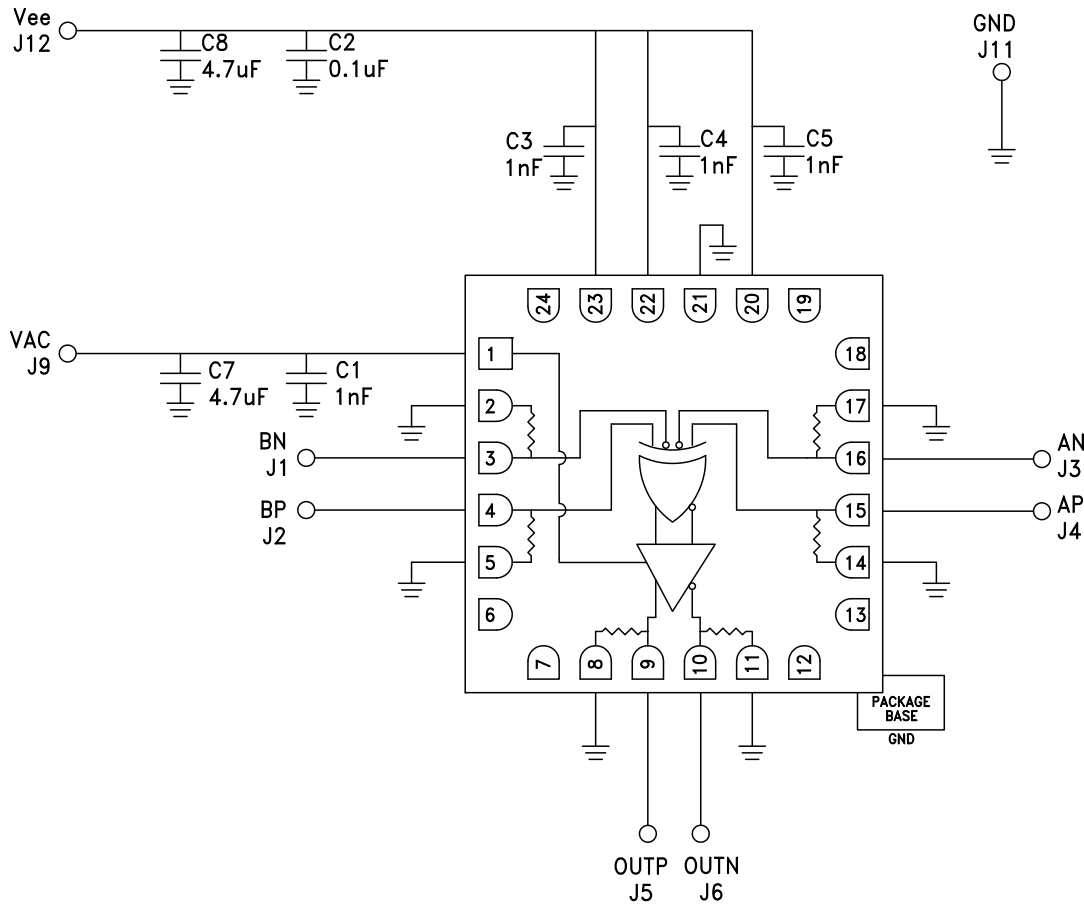 Vee
J12
C8
4.7uF
C2
0.1uF
GND
J11
C3
1nF
C4
1nF
C5
1nF
24
23
22
21
20
19
VAC
J9
C7
4.7uF
C1
1nF
1
2
3
4
5
6
18
17
16
15
14
13
BN
J1
BP
J2
AN
J3
AP
J4
7
8
9
10
11
12
PACKAGE
BASE
GND
OUTP
J5
OUTN
J6